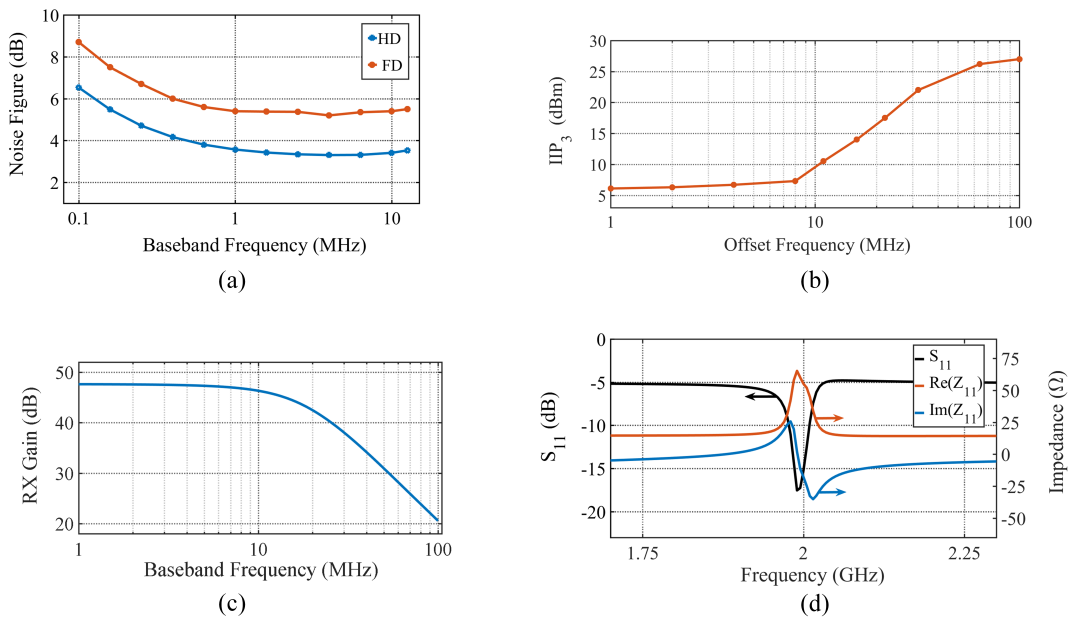 10
8
6
4
2
Noise Figure (dB)
HD
FD
0.1
1
10
Baseband Frequency (MHz)
(a)
30
25
20
15
10
5
IIP3 (dBm)
1
10
100
Offset Frequency (MHz)
(b)
50
40
30
20
RX Gain (dB)
1
10
100
Baseband Frequency (MHz)
(c)
0
-5
-10
-15
-20
S11 (dB)
S11
Re(Z11)
Im(Z11)
75
50
25
0
-25
-50
Impedance (Ω)
1.75
2
2.25
Frequency (GHz)
(d)